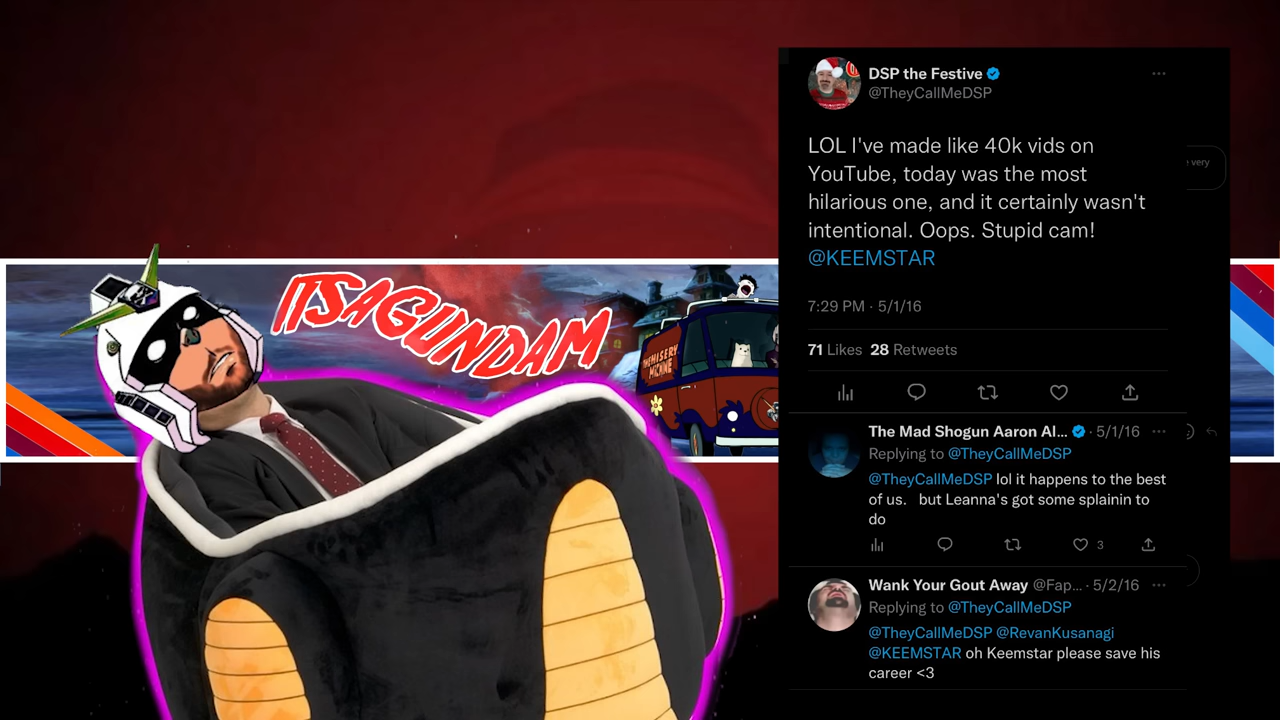 ITSAGUNDAM
THE MISERY
MACHINE
DSP the Festive
@TheyCallMeDSP
LOL I've made like 40k vids on
YouTube, today was the most
hilarious one, and it certainly wasn't
intentional. Oops. Stupid cam!
@KEEMSTAR
7:29 PM · 5/1/16
71 Likes 28 Retweets
very
The Mad Shogun Aaron Al... · 5/1/16
Replying to @TheyCallMeDSP
@TheyCallMeDSP lol it happens to the best
of us. but Leanna's got some splainin to
do
3
Wank Your Gout Away @Fap... · 5/2/16
Replying to @TheyCallMeDSP
@TheyCallMeDSP @RevanKusanagi
@KEEMSTAR oh Keemstar please save his
career <3